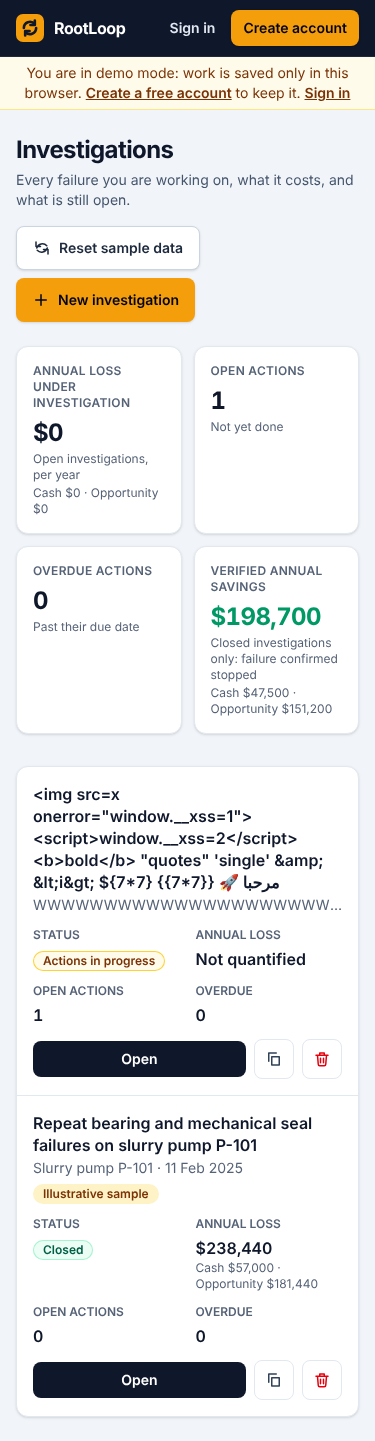 RootLoop
Sign in
Create account
You are in demo mode: work is saved only in this
browser. Create a free account to keep it. Sign in
Investigations
Every failure you are working on, what it costs, and
what is still open.
Reset sample data
New investigation
ANNUAL LOSS
UNDER
INVESTIGATION
$0
Open investigations,
per year
Cash $0 · Opportunity
$0
OPEN ACTIONS
1
Not yet done
OVERDUE ACTIONS
0
Past their due date
VERIFIED ANNUAL
SAVINGS
$198,700
Closed investigations
only: failure confirmed
stopped
Cash $47,500 ·
Opportunity $151,200
<img src=x
onerror="window.__xss=1">
<script>window.__xss=2</script>
<b>bold</b> "quotes" 'single' &amp;
&lt;i&gt; ${7*7} {{7*7}} 🚀 مرحبا
WWWWWWWWWWWWWWWWWWWWW...
STATUS
Actions in progress
ANNUAL LOSS
Not quantified
OPEN ACTIONS
1
OVERDUE
0
Open
Repeat bearing and mechanical seal
failures on slurry pump P-101
Slurry pump P-101 · 11 Feb 2025
Illustrative sample
STATUS
Closed
ANNUAL LOSS
$238,440
Cash $57,000 ·
Opportunity $181,440
OPEN ACTIONS
0
OVERDUE
0
Open